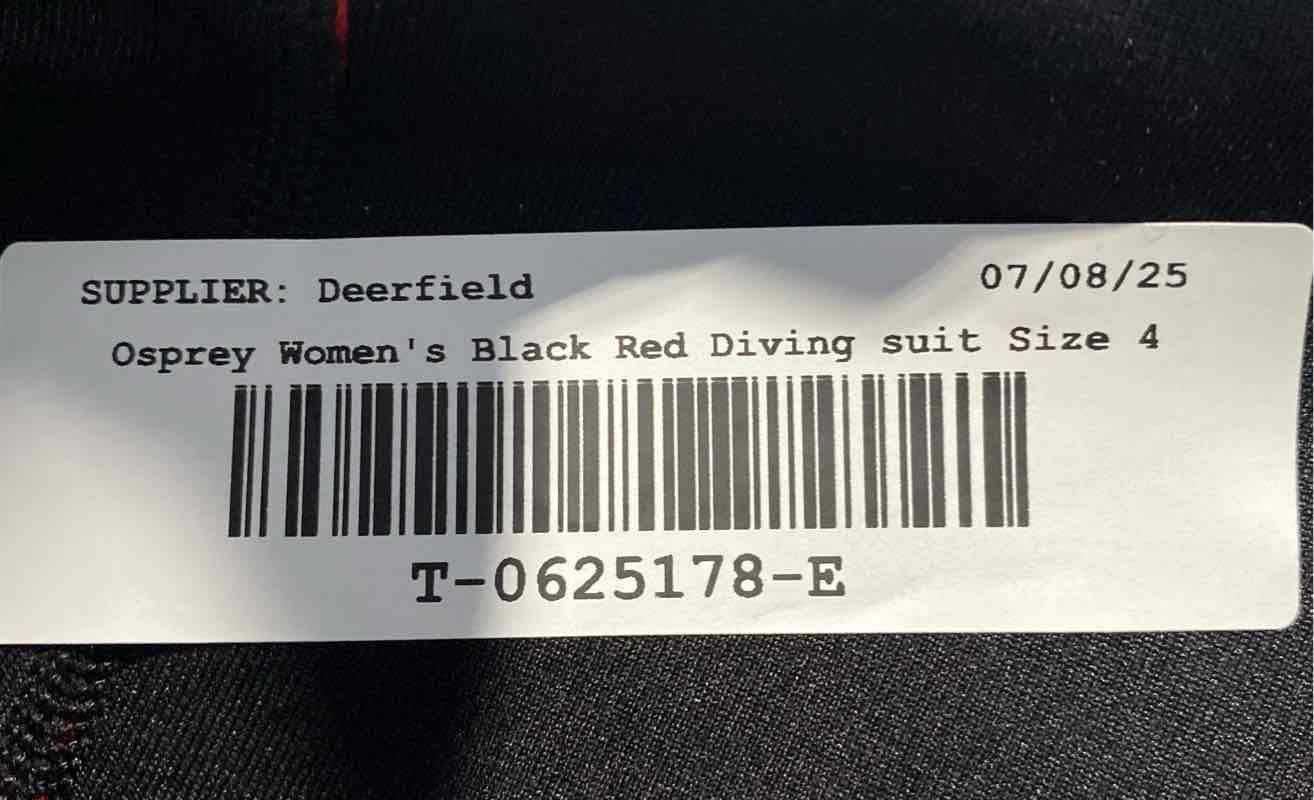 SUPPLIER: Deerfield 07/08/25
Osprey Women's Black Red Diving suit Size 4
T-0625178-E